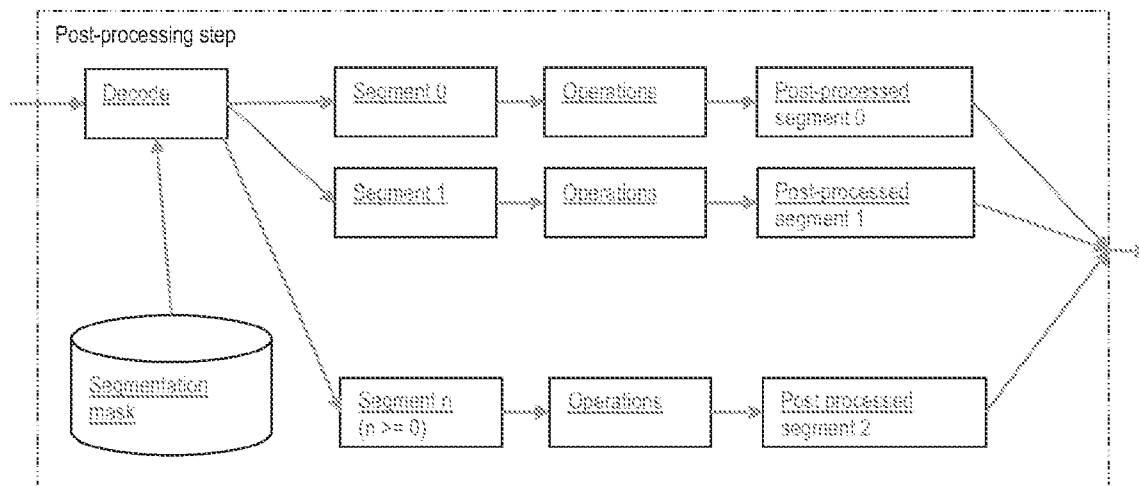 Post-processing step
Decode
Segment 0
Operations
Post-processed
segment 0
Segment 1
Operations
Post-processed
segment 1
Segmentation
mask
Segment n
(n >= 0)
Operations
Post processed
segment 2